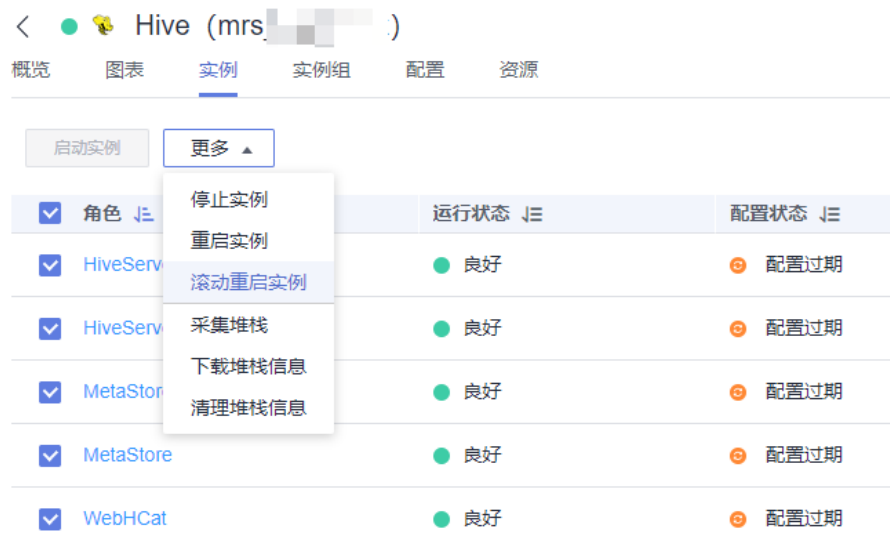 Hive（mrs_）
概览 图表 实例 实例组 配置 资源
启动实例 更多
角色 运行状态 配置状态
停止实例
重启实例
滚动重启实例
采集堆栈
下载堆栈信息
清理堆栈信息
HiveServ 良好 配置过期
HiveServ 良好 配置过期
MetaStor 良好 配置过期
MetaStore 良好 配置过期
WebHCat 良好 配置过期